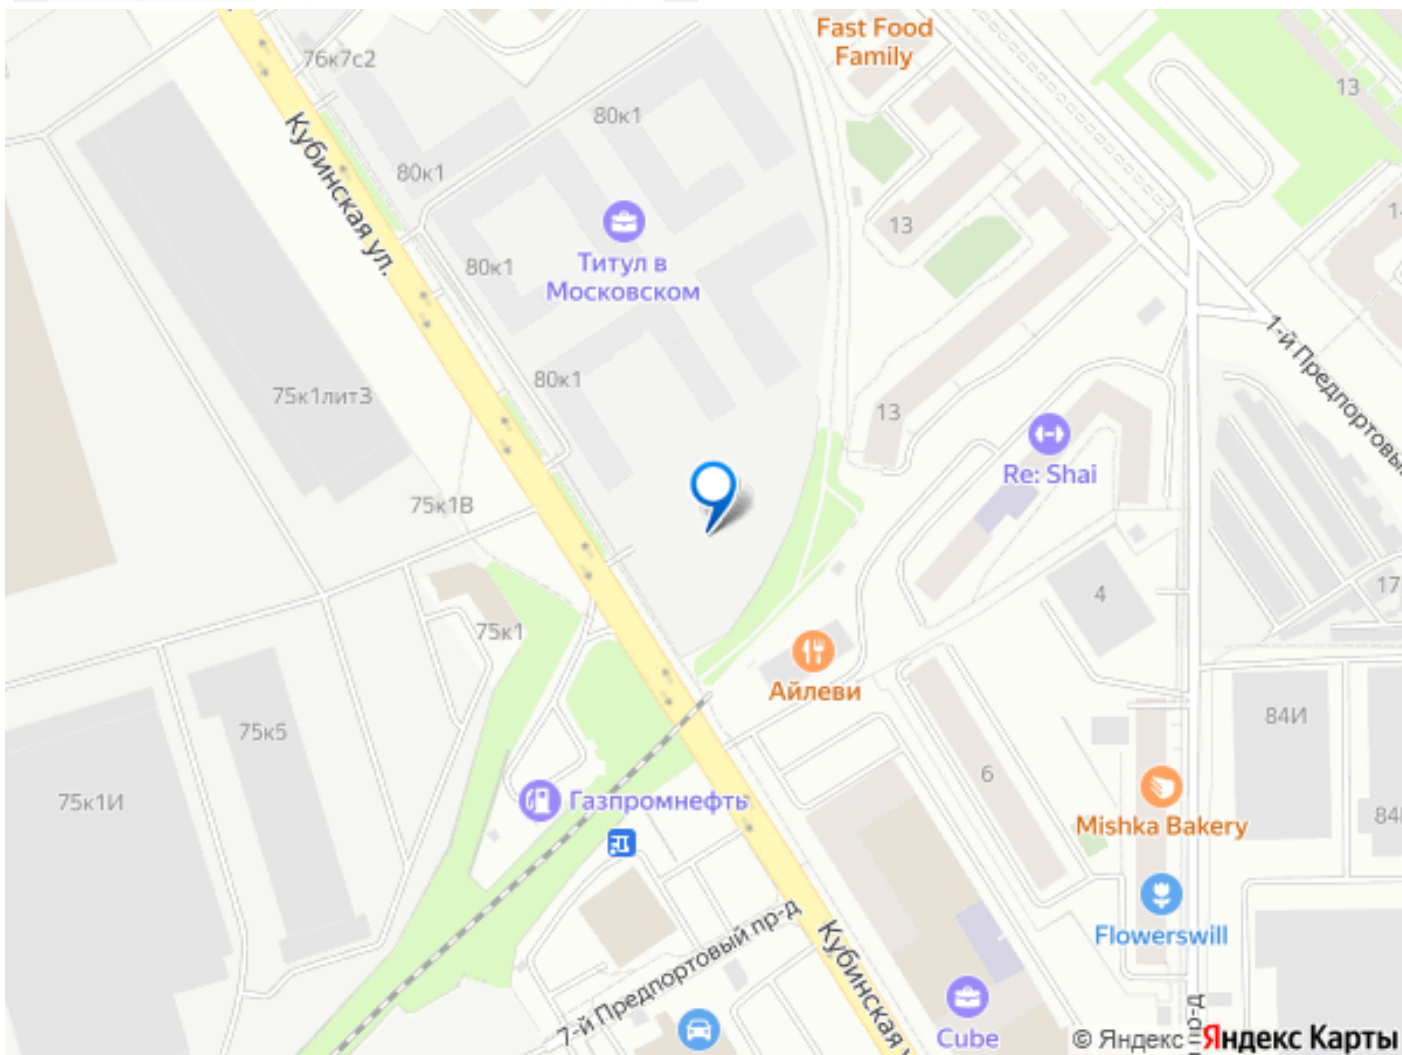 Fast Food
Family
76к7с2
13
80к1
Кубинская ул.
80к1
13
Титул в
Московском
80к1
1-й Предпортовый
80к1
75к1лит3
13
Re: Shai
75к1В
4
17
75к1
Айлеви
84И
75к5
6
75к1И
Газпромнефть
Mishka Bakery
84
7-й Предпортовый пр-д
Кубинская
Flowerswill
Cube
пр-д
© Яндекс
Яндекс Карты